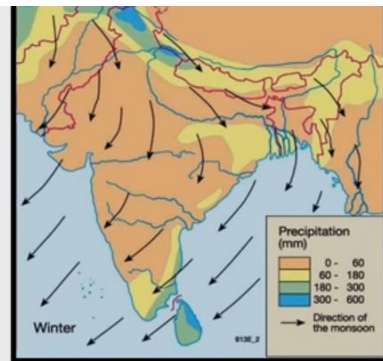 Precipitation
(mm)
0 - 60
60 - 180
180 - 300
300 - 600
Direction of
the monsoon
913E_2
Winter